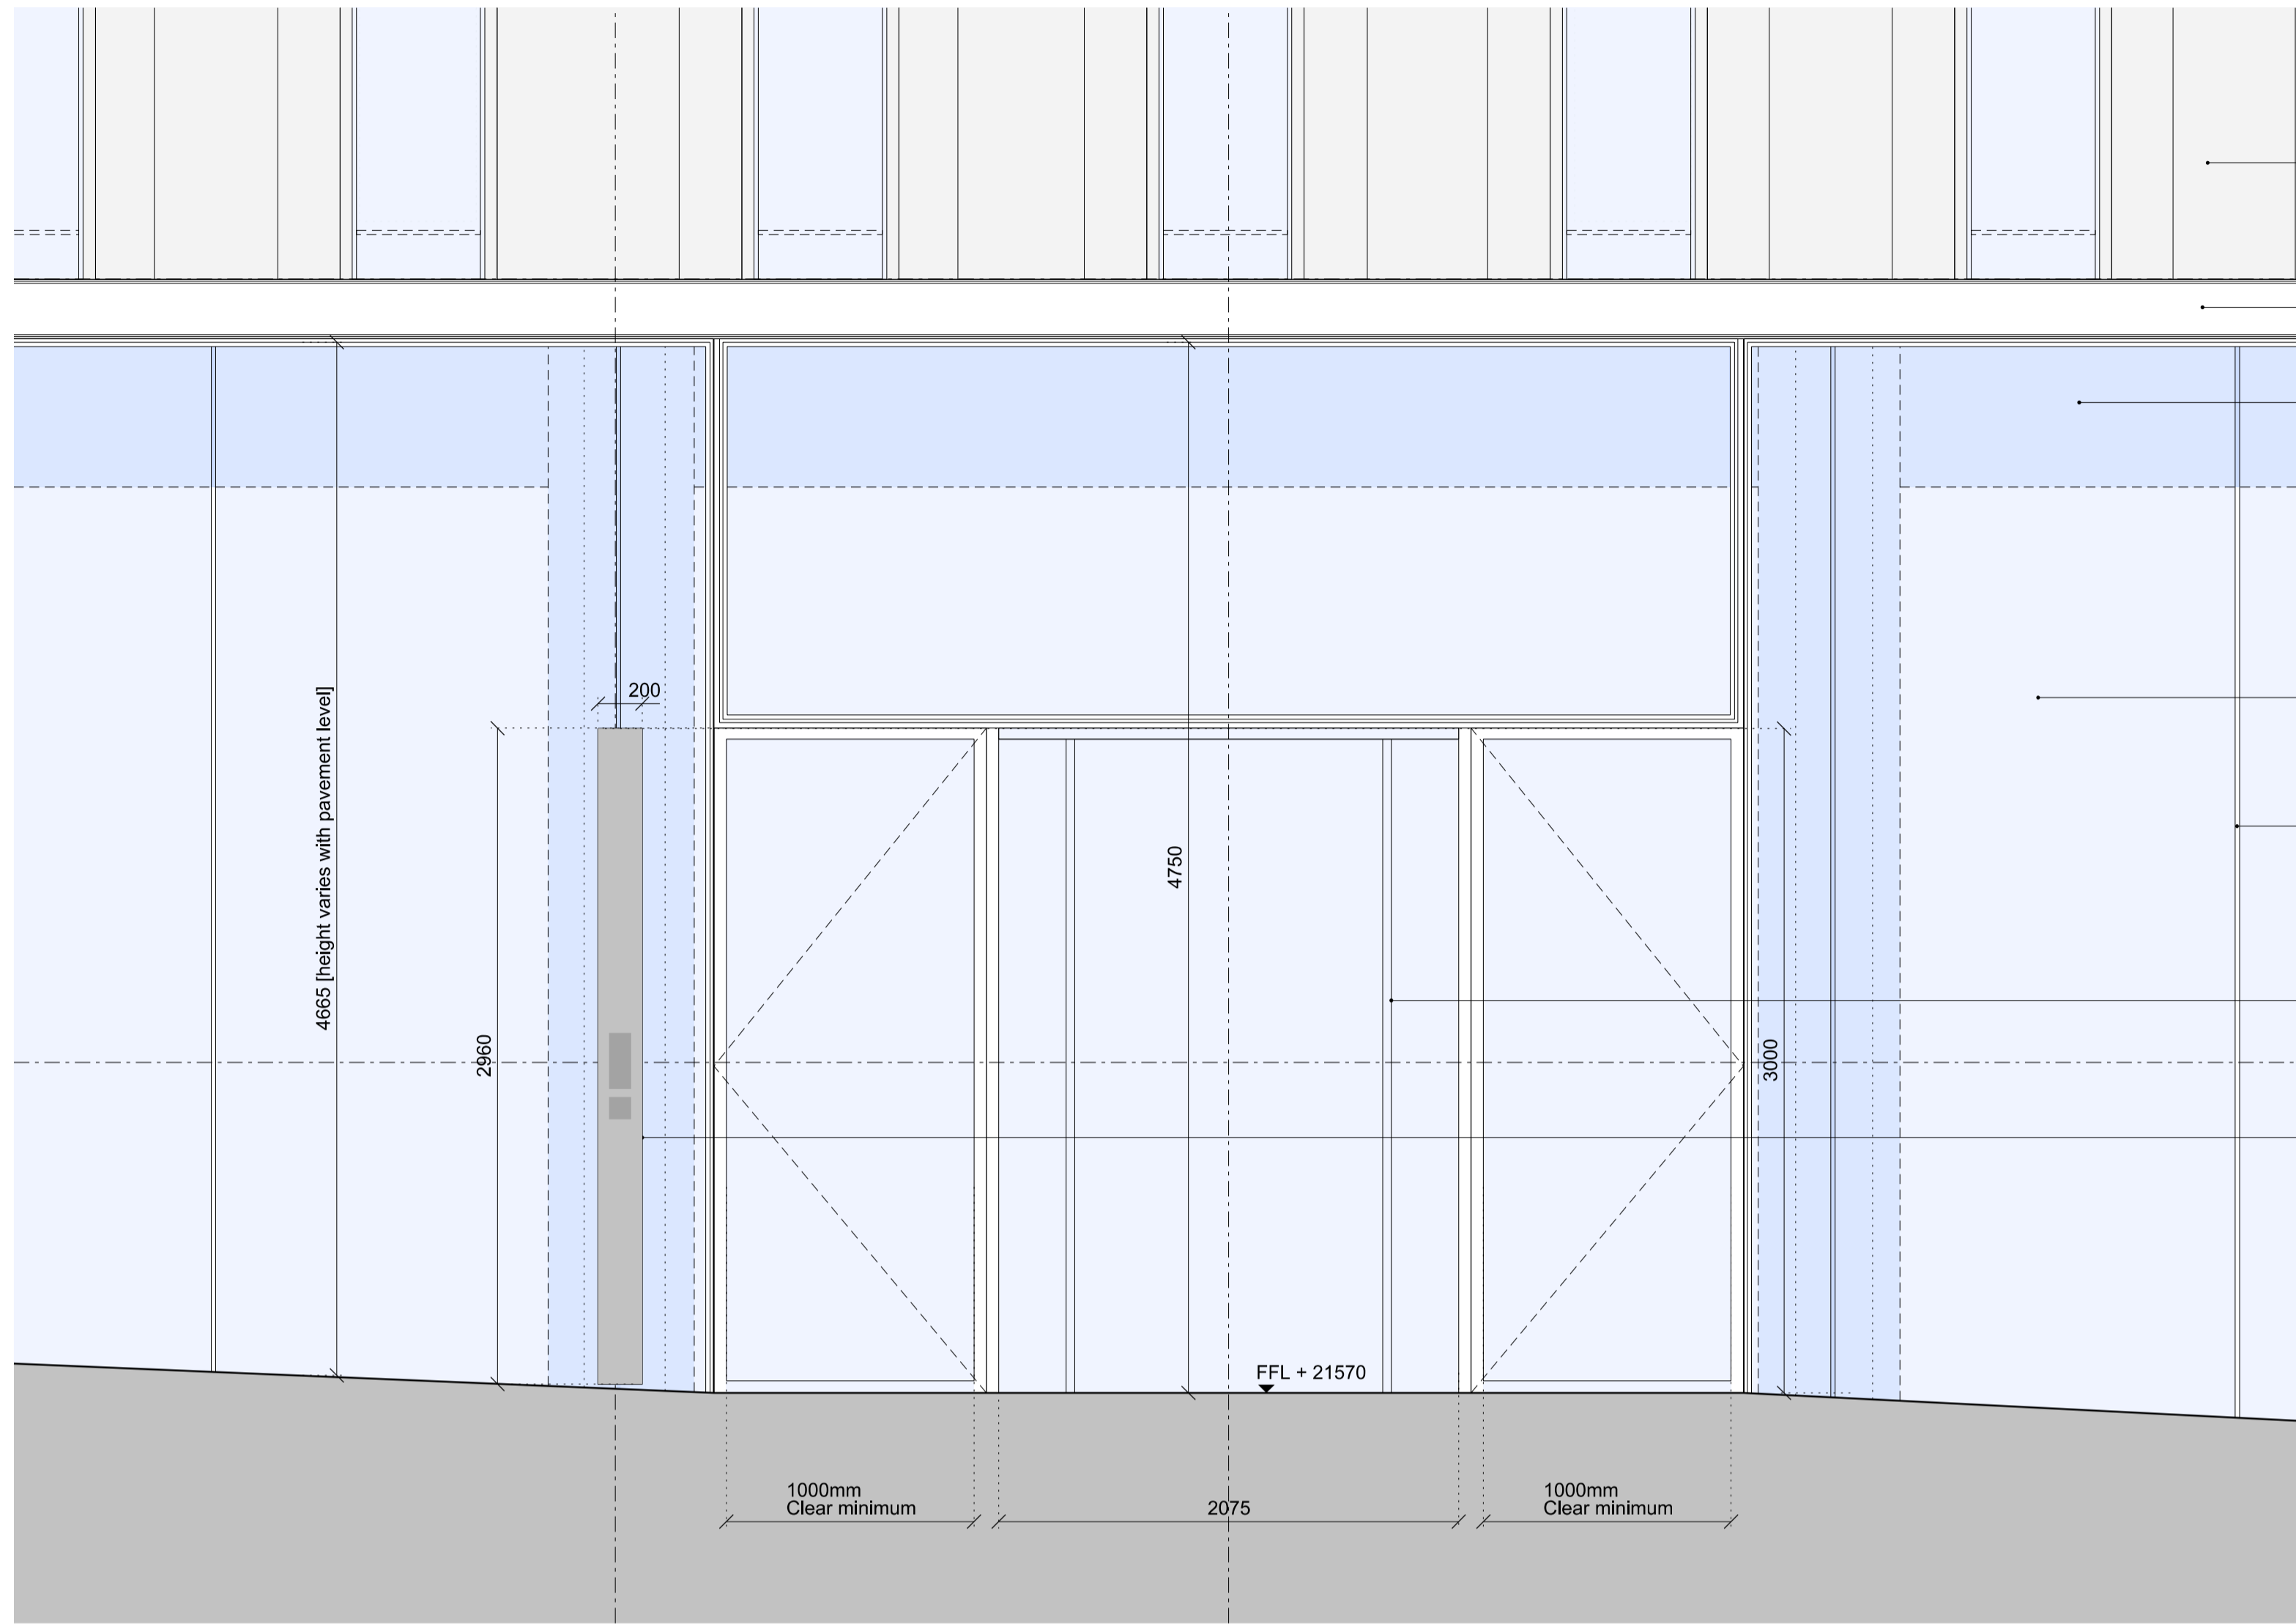 200
4665 [height varies with pavement level]
4750
2960
3000
FFL + 21570
1000mm
Clear minimum
2075
1000mm
Clear minimum